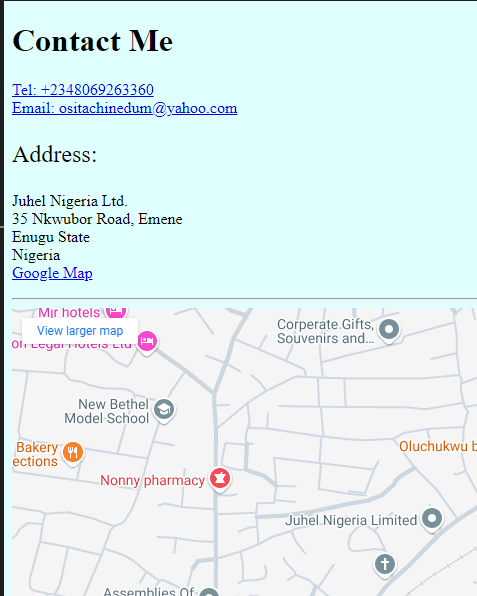 Contact Me
Tel: +2348069263360
Email: ositachinedum@yahoo.com
Address:
Juhel Nigeria Ltd.
35 Nkwubor Road, Emene
Enugu State
Nigeria
Google Map
Mir hotels
View larger map
on Legal Hotels Ltd
Corporate Gifts,
Souvenirs and...
New Bethel
Model School
Bakery
ections
Oluchukwu b
Nonny pharmacy
Juhel Nigeria Limited
Assemblies Of